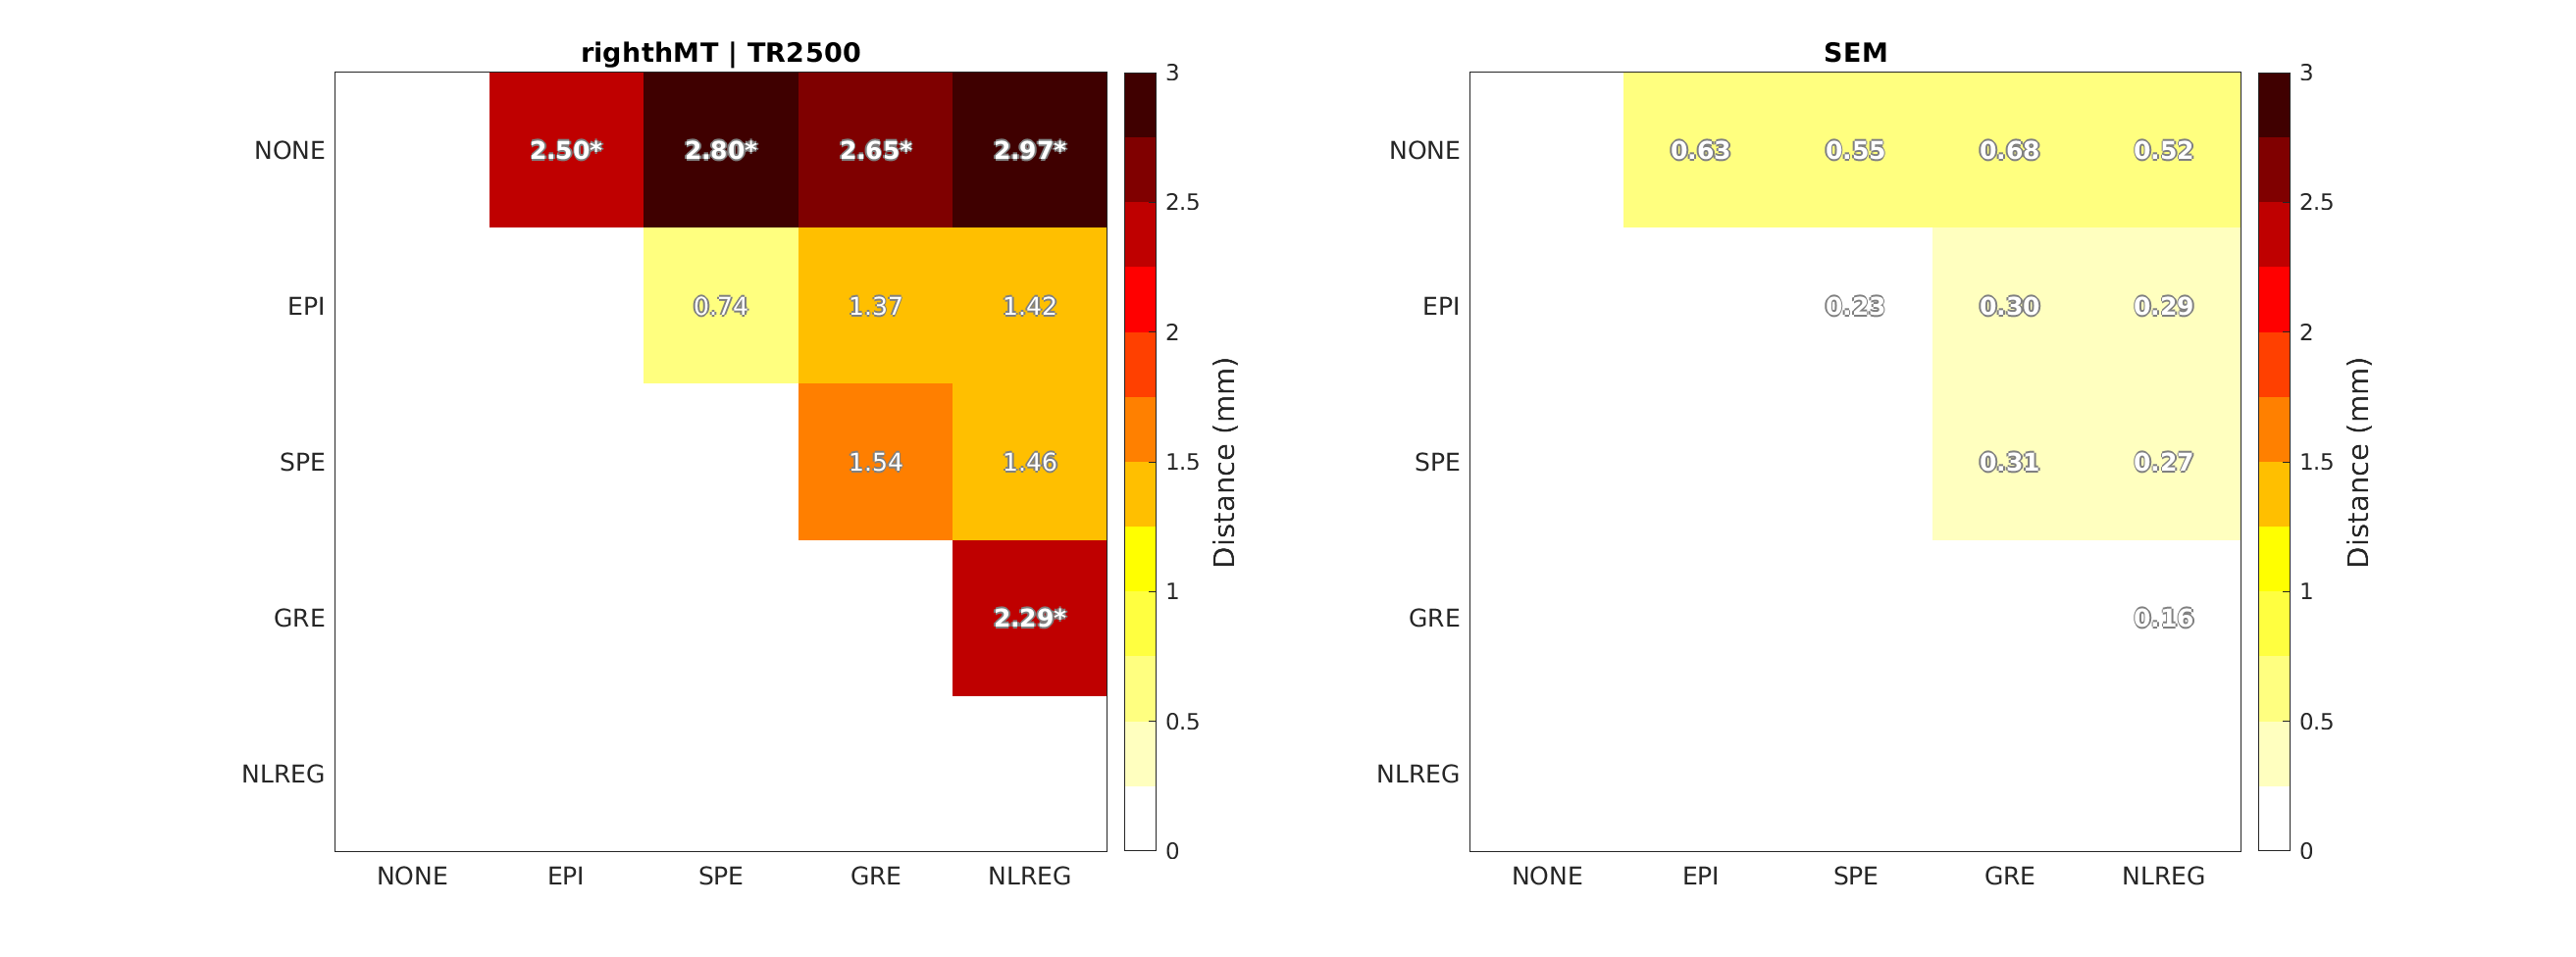 righthMT | TR2500
NONE 2.50* 2.80* 2.65* 2.97*
EPI 0.74 1.37 1.42
SPE 1.54 1.46
GRE 2.29*
NLREG
NONE EPI SPE GRE NLREG
3
2.5
2
1.5
1
0.5
0
Distance (mm)
SEM
NONE 0.63 0.55 0.68 0.52
EPI 0.23 0.30 0.29
SPE 0.31 0.27
GRE 0.16
NLREG
NONE EPI SPE GRE NLREG
3
2.5
2
1.5
1
0.5
0
Distance (mm)